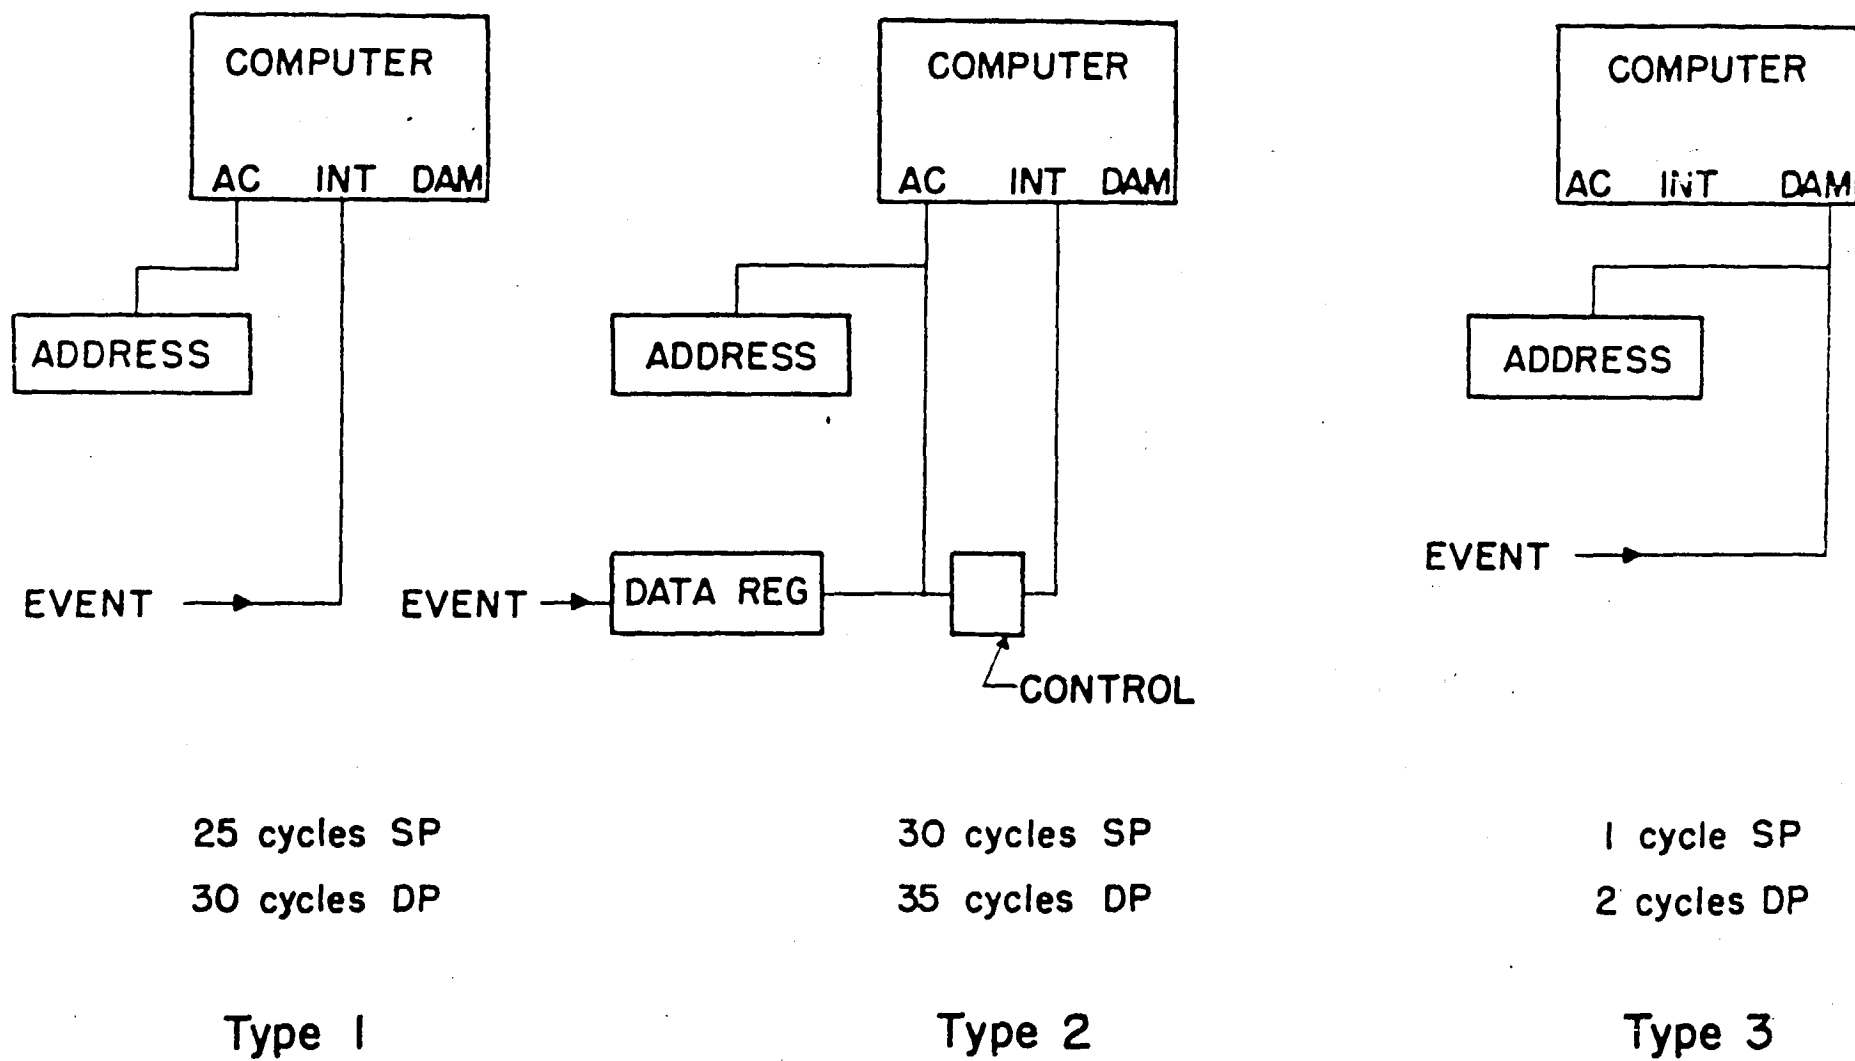 COMPUTER
AC INT DAM
ADDRESS
EVENT
25 cycles SP
30 cycles DP
Type 1
COMPUTER
AC INT DAM
ADDRESS
EVENT
DATA REG
CONTROL
30 cycles SP
35 cycles DP
Type 2
COMPUTER
AC INT DAM
ADDRESS
EVENT
1 cycle SP
2 cycles DP
Type 3